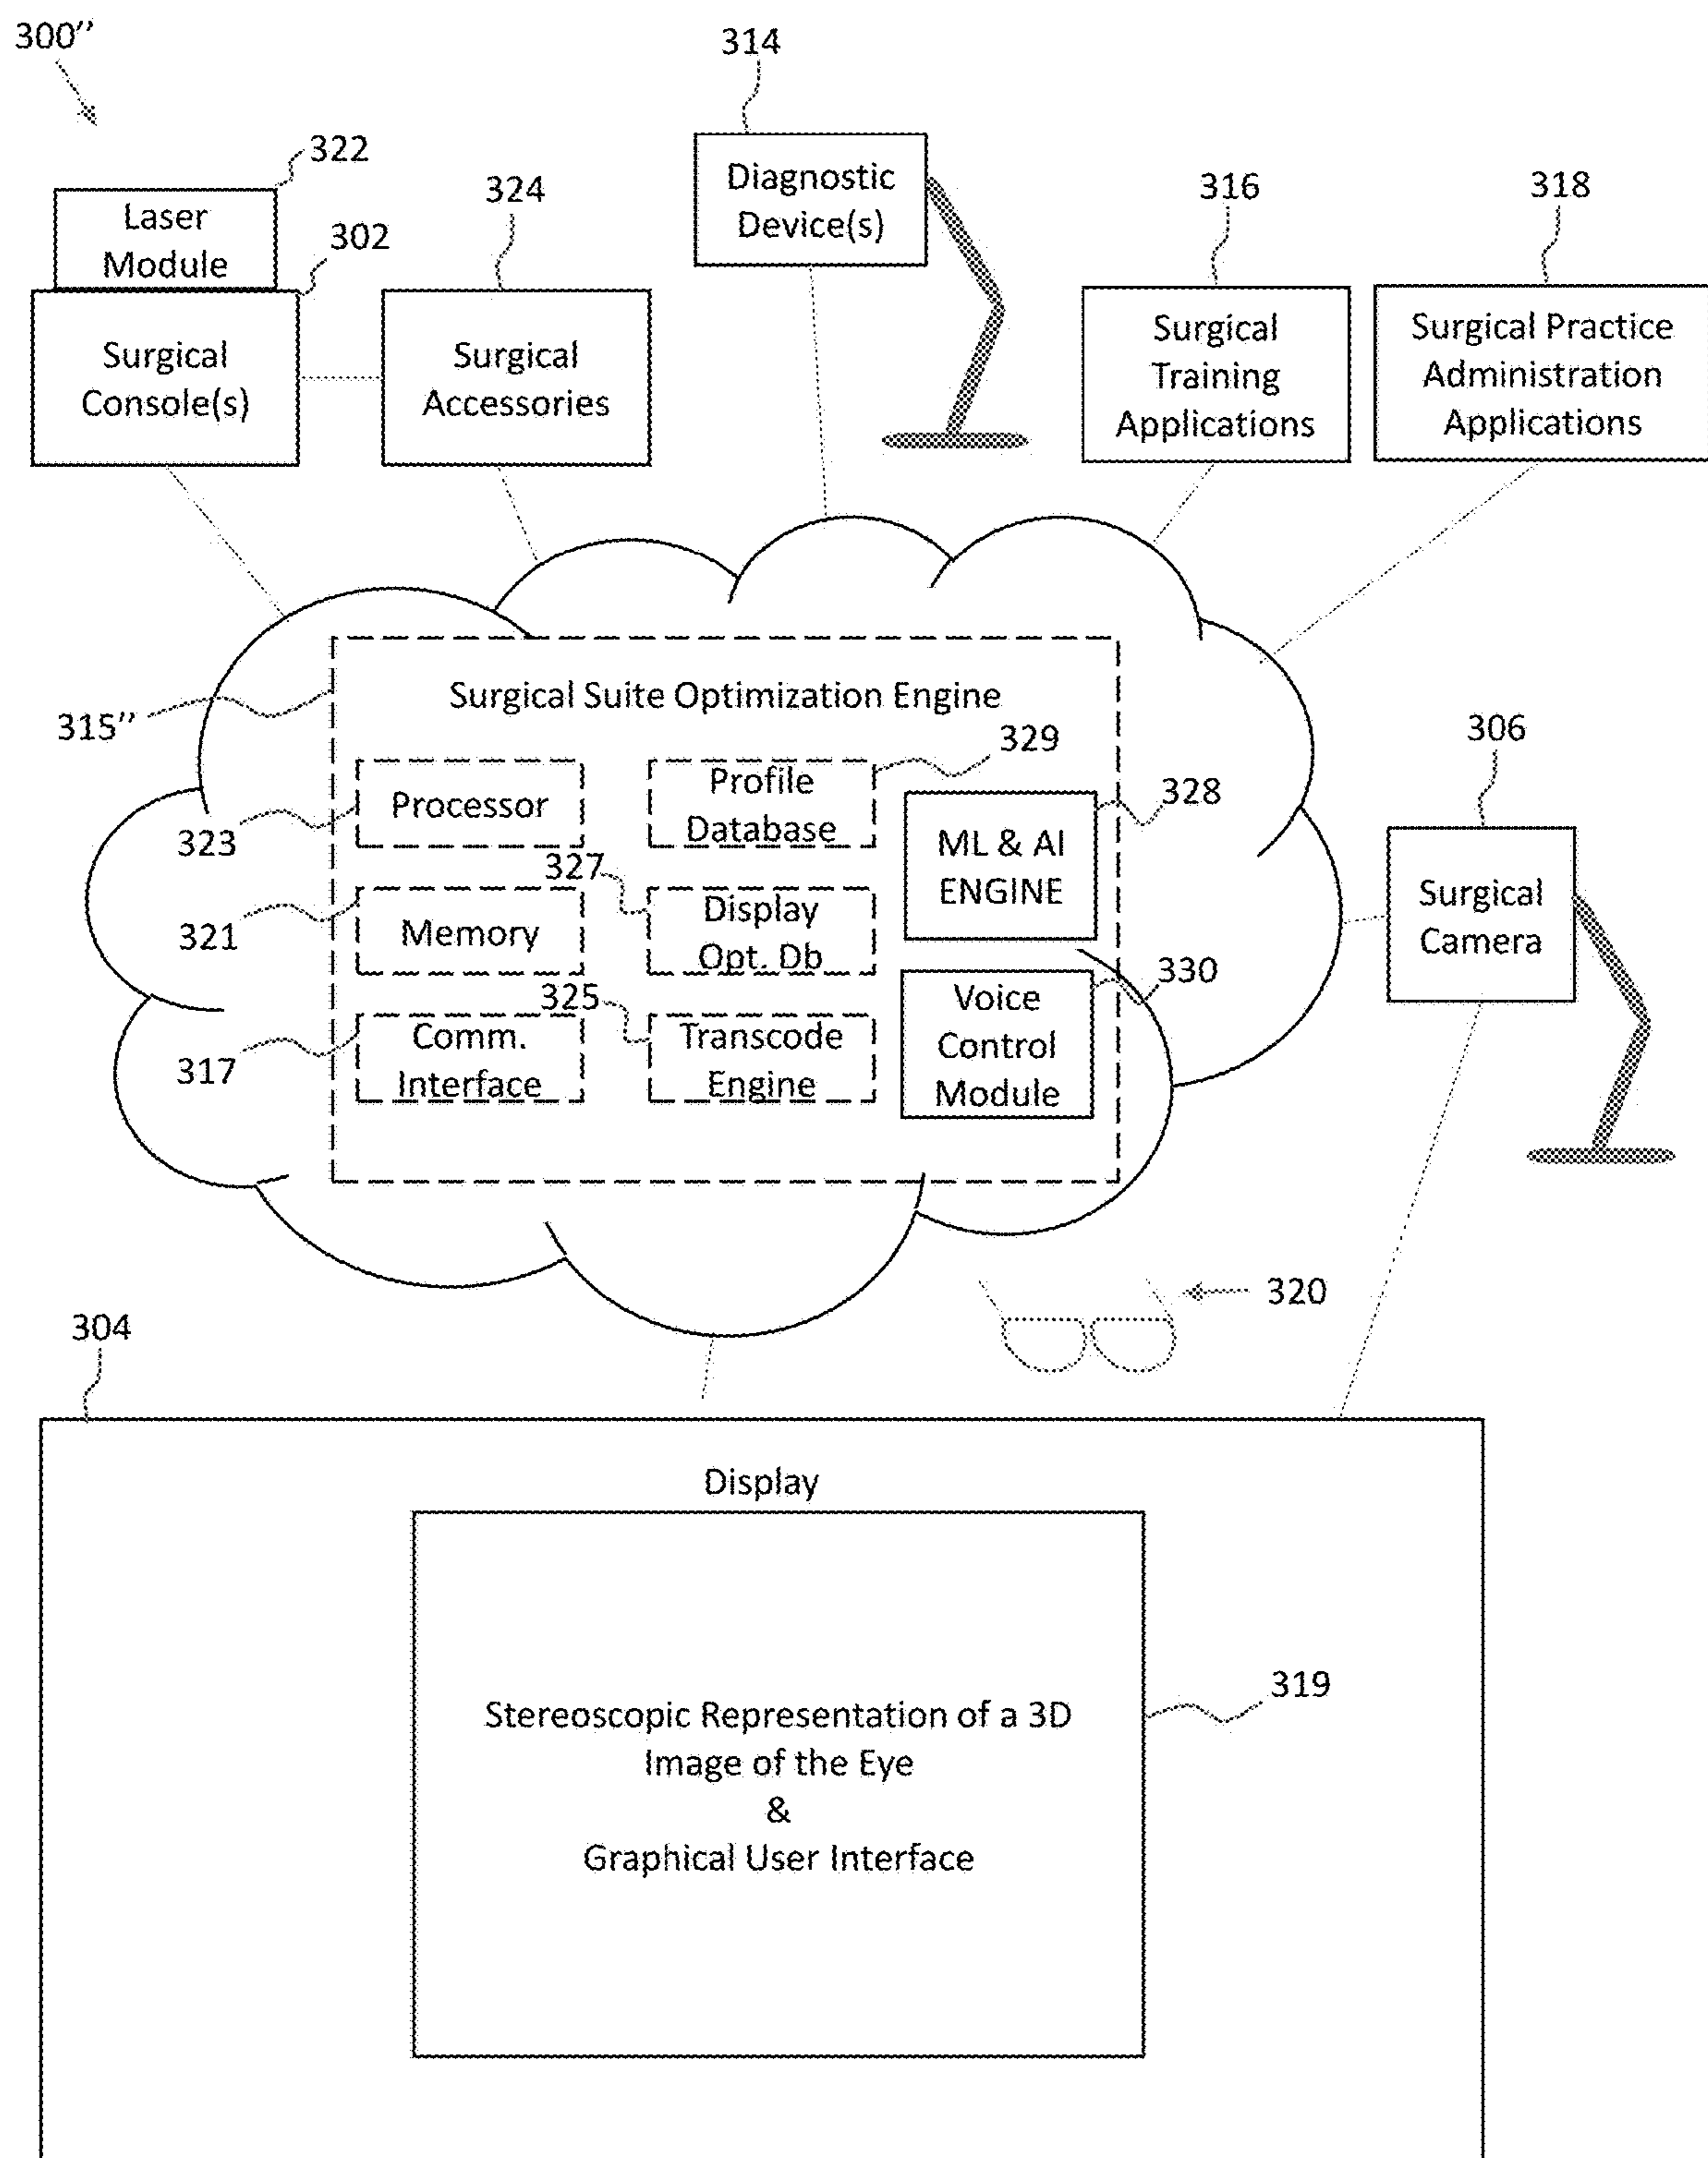 300’’
314
322
324
316
318
Laser
Module
302
Diagnostic
Device(s)
Surgical
Console(s)
Surgical
Accessories
Surgical
Training
Applications
Surgical Practice
Administration
Applications
315’’
Surgical Suite Optimization Engine
329
306
Processor
323
Profile
Database
328
ML & AI
ENGINE
327
Memory
321
Display
Opt. Db
Surgical
Camera
325
330
Comm.
Interface
317
Transcode
Engine
Voice
Control
Module
320
304
Display
319
Stereoscopic Representation of a 3D
Image of the Eye
&
Graphical User Interface